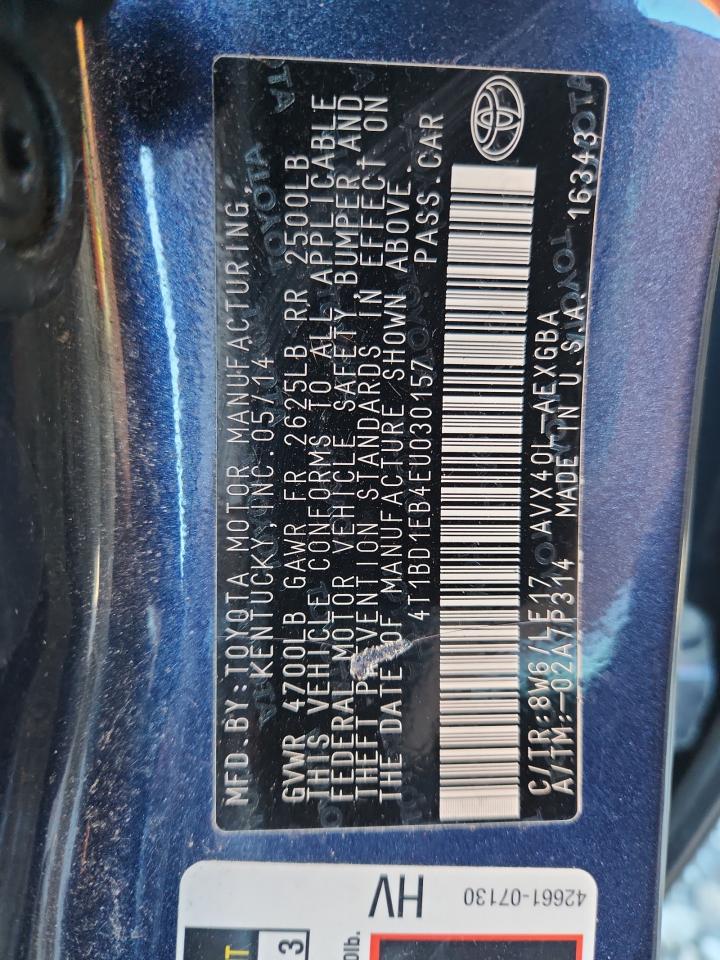 MFD.BY:TOYOTA MOTOR MANUFACTURING,
KENTUCKY,INC.05/14
GVWR 4700LB GAWR FR 2625LB RR 2500LB
THIS VEHICLE CONFORMS TO ALL APPLICABLE
FEDERAL MOTOR VEHICLE SAFETY, BUMPER AND
THEFT PREVENTION STANDARDS IN EFFECT ON
THE DATE OF MANUFACTURE SHOWN ABOVE.
4T1BD1EB4EU030157 PASS.CAR
C/TR:8W6/LE17 AVX40L-AEXGBA
A/TM:-02A7P314 MADE IN U.S.A. 16343
HV
42661-07130
3
0lb.